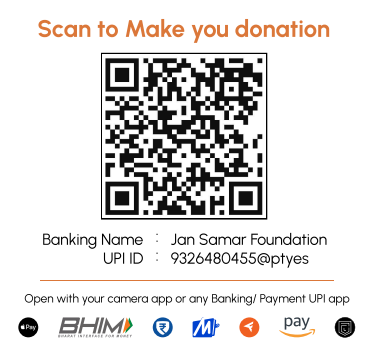 Scan to Make you donation
Banking Name : Jan Samar Foundation
UPI ID : 9326480455@ptyes
Open with your camera app or any Banking/ Payment UPI app
Pay BHIM pay
BHARAT INTERFACE FOR MONEY